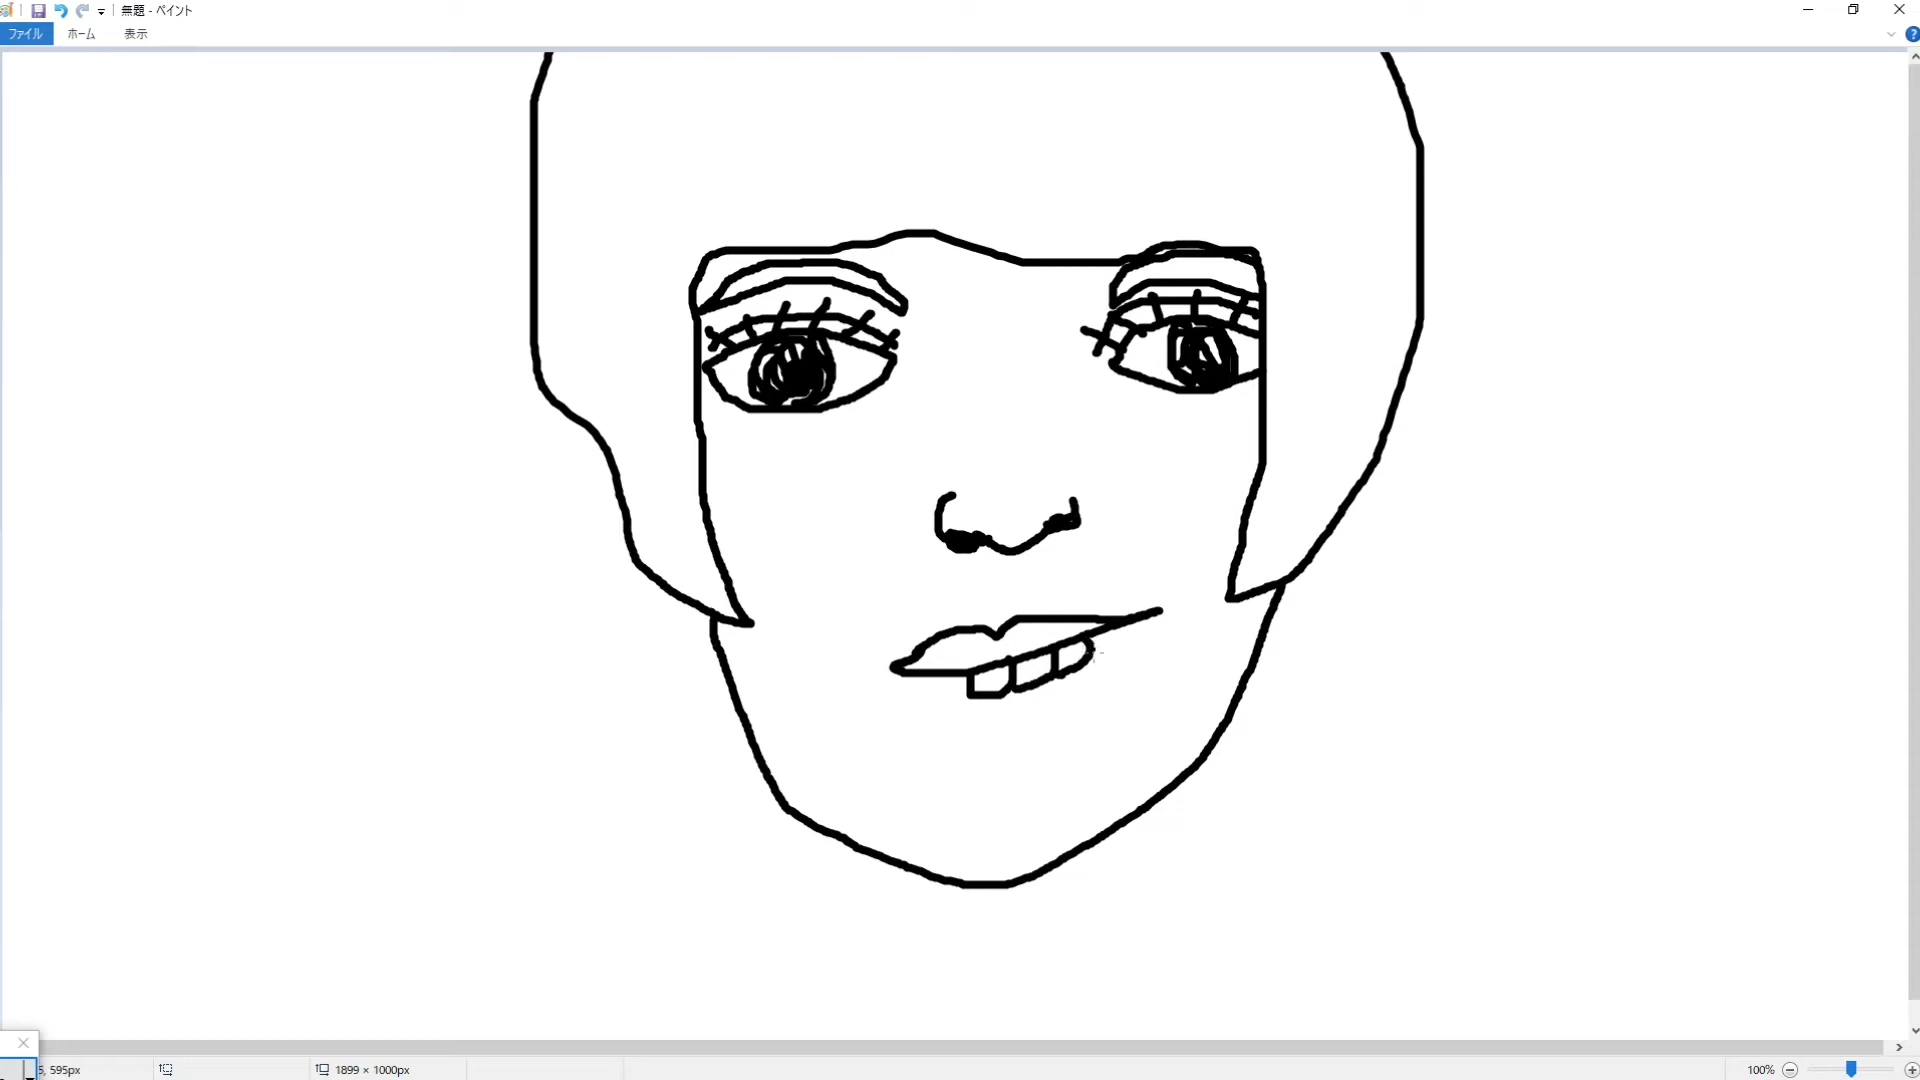 無題 - ペイント
ファイル ホーム 表示
5, 595px
1899 × 1000px
100%